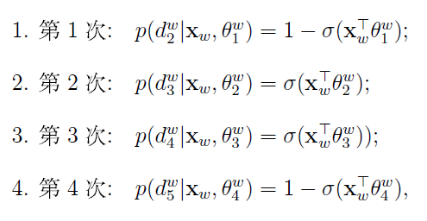 1. 第 1 次: p(d_2^w|x_w, θ_1^w) = 1 − σ(x_w^⊤θ_1^w);
2. 第 2 次: p(d_3^w|x_w, θ_2^w) = σ(x_w^⊤θ_2^w);
3. 第 3 次: p(d_4^w|x_w, θ_3^w) = σ(x_w^⊤θ_3^w));
4. 第 4 次: p(d_5^w|x_w, θ_4^w) = 1 − σ(x_w^⊤θ_4^w),